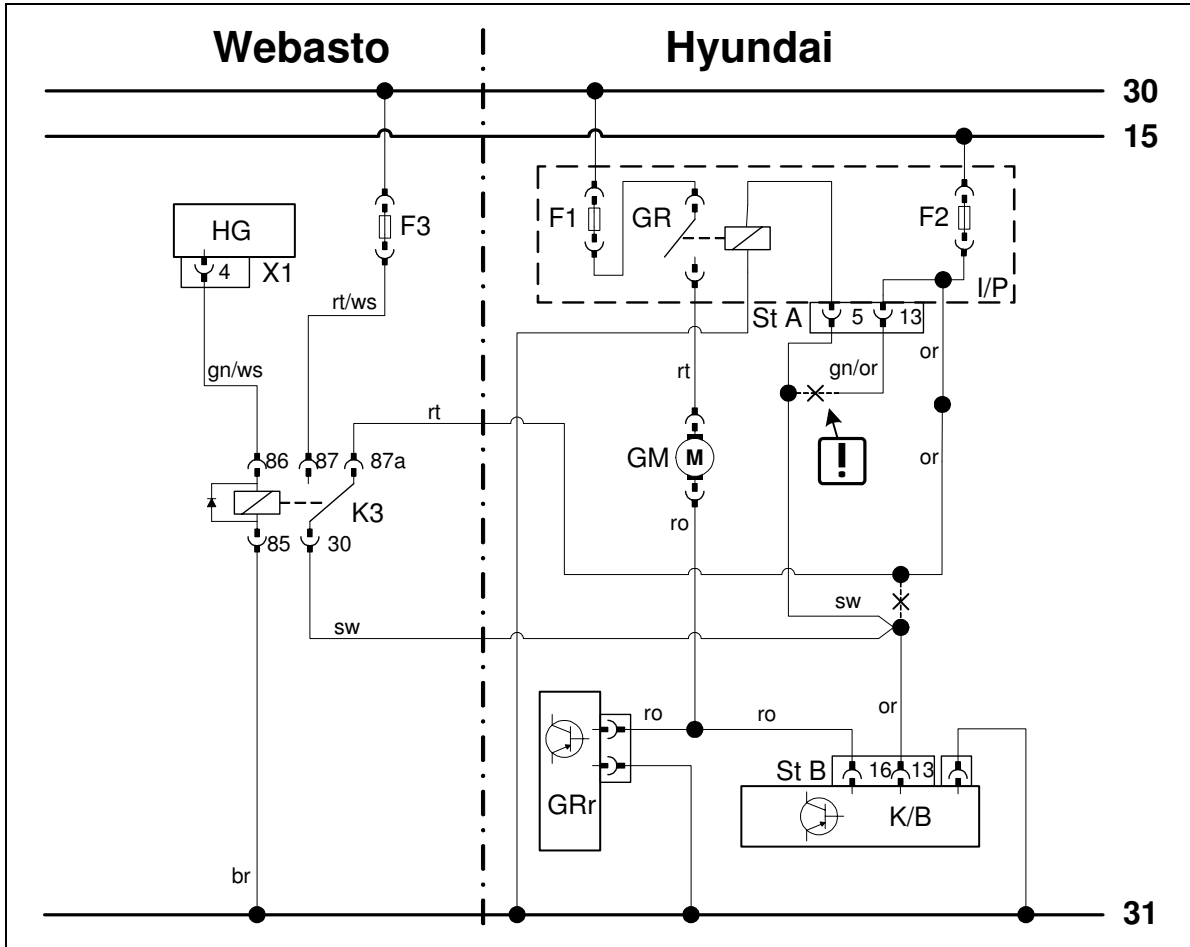 Webasto Hyundai
30
15
HG
4 X1
F3
F1 GR F2
I/P
rt/ws
St A 5 13
gn/ws
rt
gn/or
or
rt
GM M
!
or
86 87 87a
K3
85 30
ro
sw
sw
ro ro
or
GRr
St B 16 13
K/B
br
31